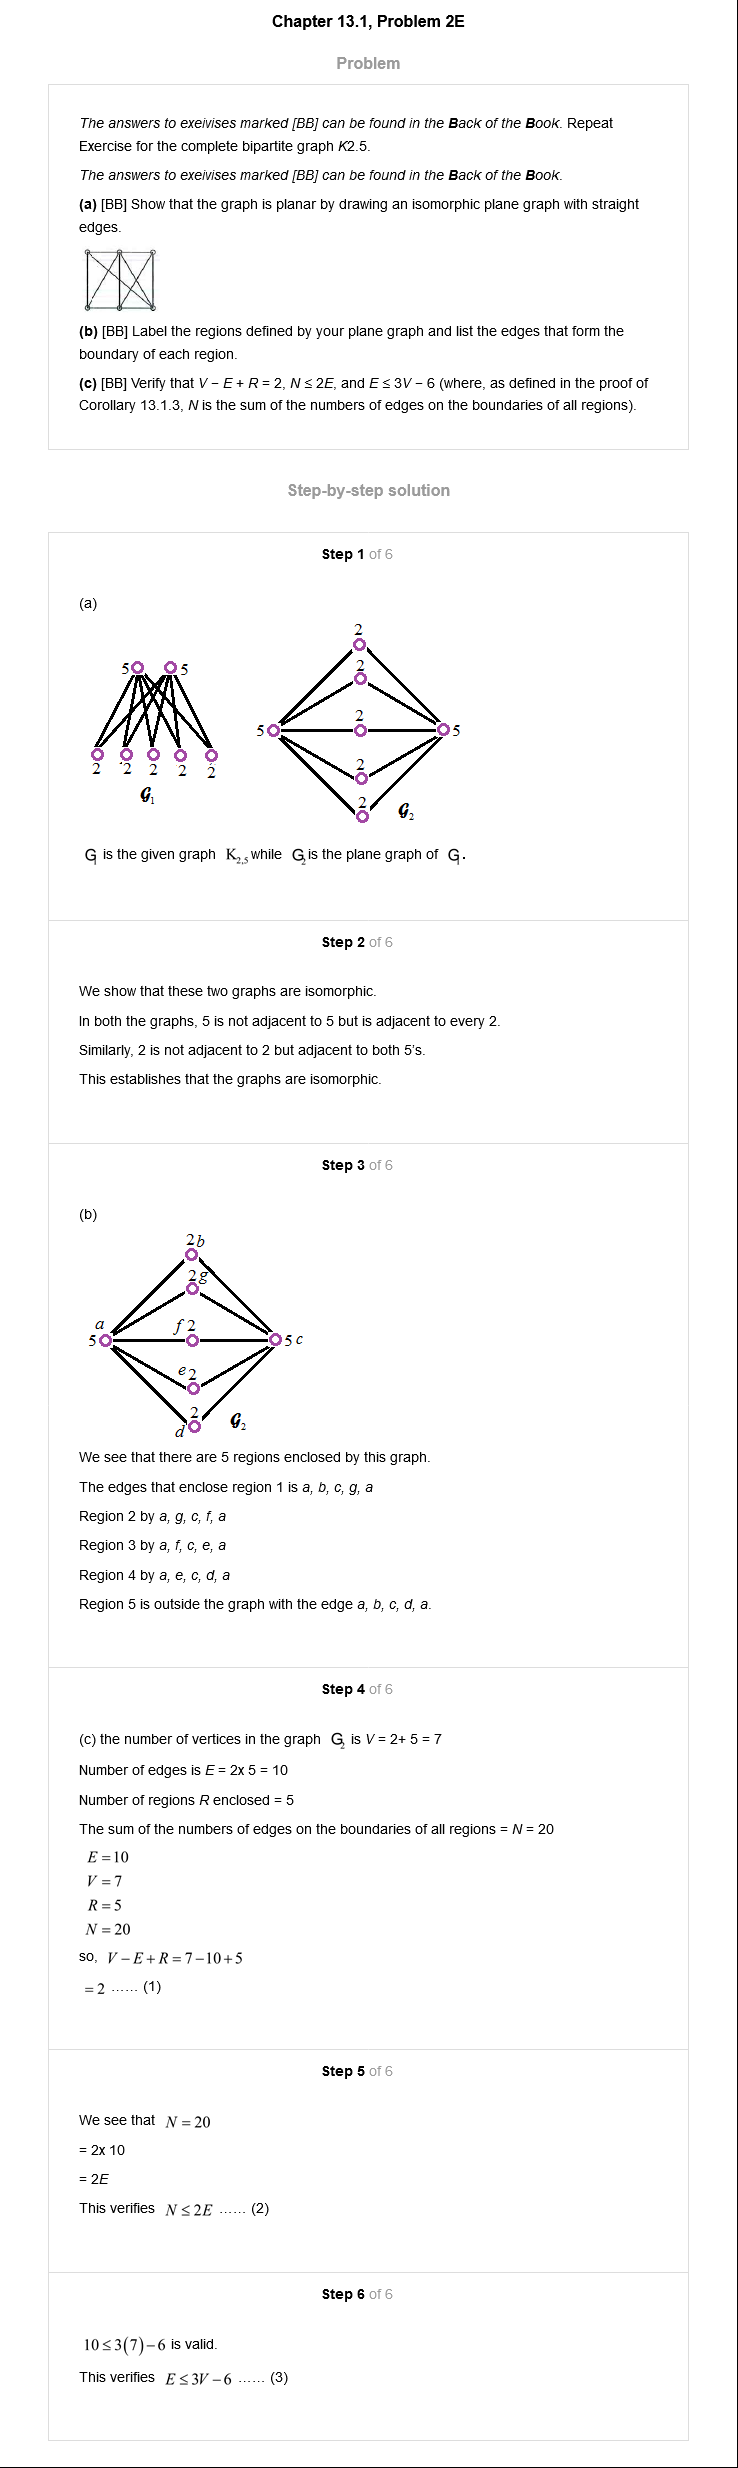 Chapter 13.1, Problem 2E
Problem
The answers to exeivises marked [BB] can be found in the Back of the Book. Repeat
Exercise for the complete bipartite graph K2.5.
The answers to exeivises marked [BB] can be found in the Back of the Book.
(a) [BB] Show that the graph is planar by drawing an isomorphic plane graph with straight
edges.
(b) [BB] Label the regions defined by your plane graph and list the edges that form the
boundary of each region.
(c) [BB] Verify that V − E + R = 2, N ≤ 2E, and E ≤ 3V − 6 (where, as defined in the proof of
Corollary 13.1.3, N is the sum of the numbers of edges on the boundaries of all regions).
Step-by-step solution
Step 1 of 6
(a)
5 5
2 2 2 2 2
G₁
2
2
5 2 5
2
2
G₂
G is the given graph K₂,₅ while G₂ is the plane graph of G.
Step 2 of 6
We show that these two graphs are isomorphic.
In both the graphs, 5 is not adjacent to 5 but is adjacent to every 2.
Similarly, 2 is not adjacent to 2 but adjacent to both 5's.
This establishes that the graphs are isomorphic.
Step 3 of 6
(b)
2b
2g
a f 2
5 5 c
e 2
2
d
G₂
We see that there are 5 regions enclosed by this graph.
The edges that enclose region 1 is a, b, c, g, a
Region 2 by a, g, c, f, a
Region 3 by a, f, c, e, a
Region 4 by a, e, c, d, a
Region 5 is outside the graph with the edge a, b, c, d, a.
Step 4 of 6
(c) the number of vertices in the graph G₂ is V = 2+ 5 = 7
Number of edges is E = 2x 5 = 10
Number of regions R enclosed = 5
The sum of the numbers of edges on the boundaries of all regions = N = 20
E = 10
V = 7
R = 5
N = 20
so, V − E + R = 7 − 10 + 5
= 2 ...... (1)
Step 5 of 6
We see that N = 20
= 2x 10
= 2E
This verifies N ≤ 2E ...... (2)
Step 6 of 6
10 ≤ 3(7) − 6 is valid.
This verifies E ≤ 3V − 6 ...... (3)